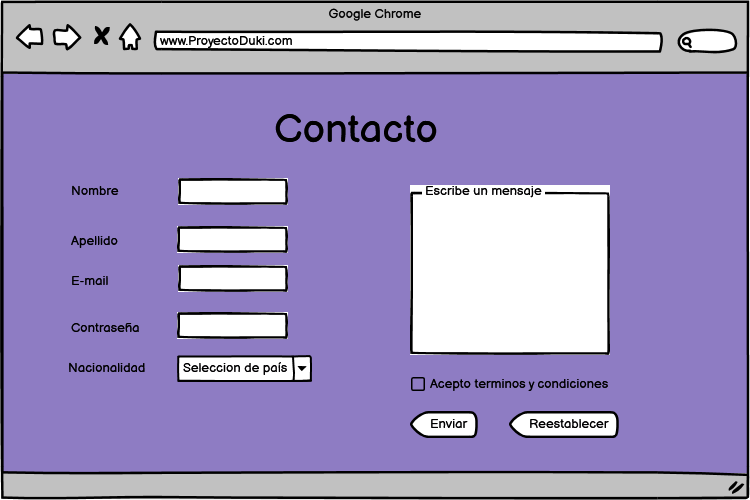 Google Chrome
www.ProyectoDuki.com
Contacto
Nombre
Apellido
E-mail
Contraseña
Nacionalidad
Seleccion de país
Escribe un mensaje
Acepto terminos y condiciones
Enviar
Reestablecer